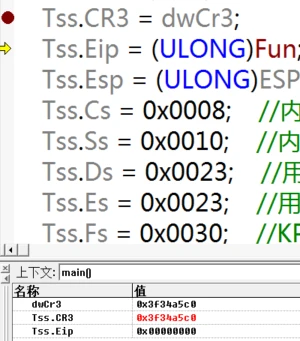 Tss.CR3 = dwCr3;
Tss.Eip = (ULONG)Fun;
Tss.Esp = (ULONG)ESP
Tss.Cs = 0x0008; //内
Tss.Ss = 0x0010; //内
Tss.Ds = 0x0023; //用
Tss.Es = 0x0023; //用
Tss.Fs = 0x0030; //KP
上下文: main()
名称 值
dwCr3 0x3f34a5c0
Tss.CR3 0x3f34a5c0
Tss.Eip 0x00000000